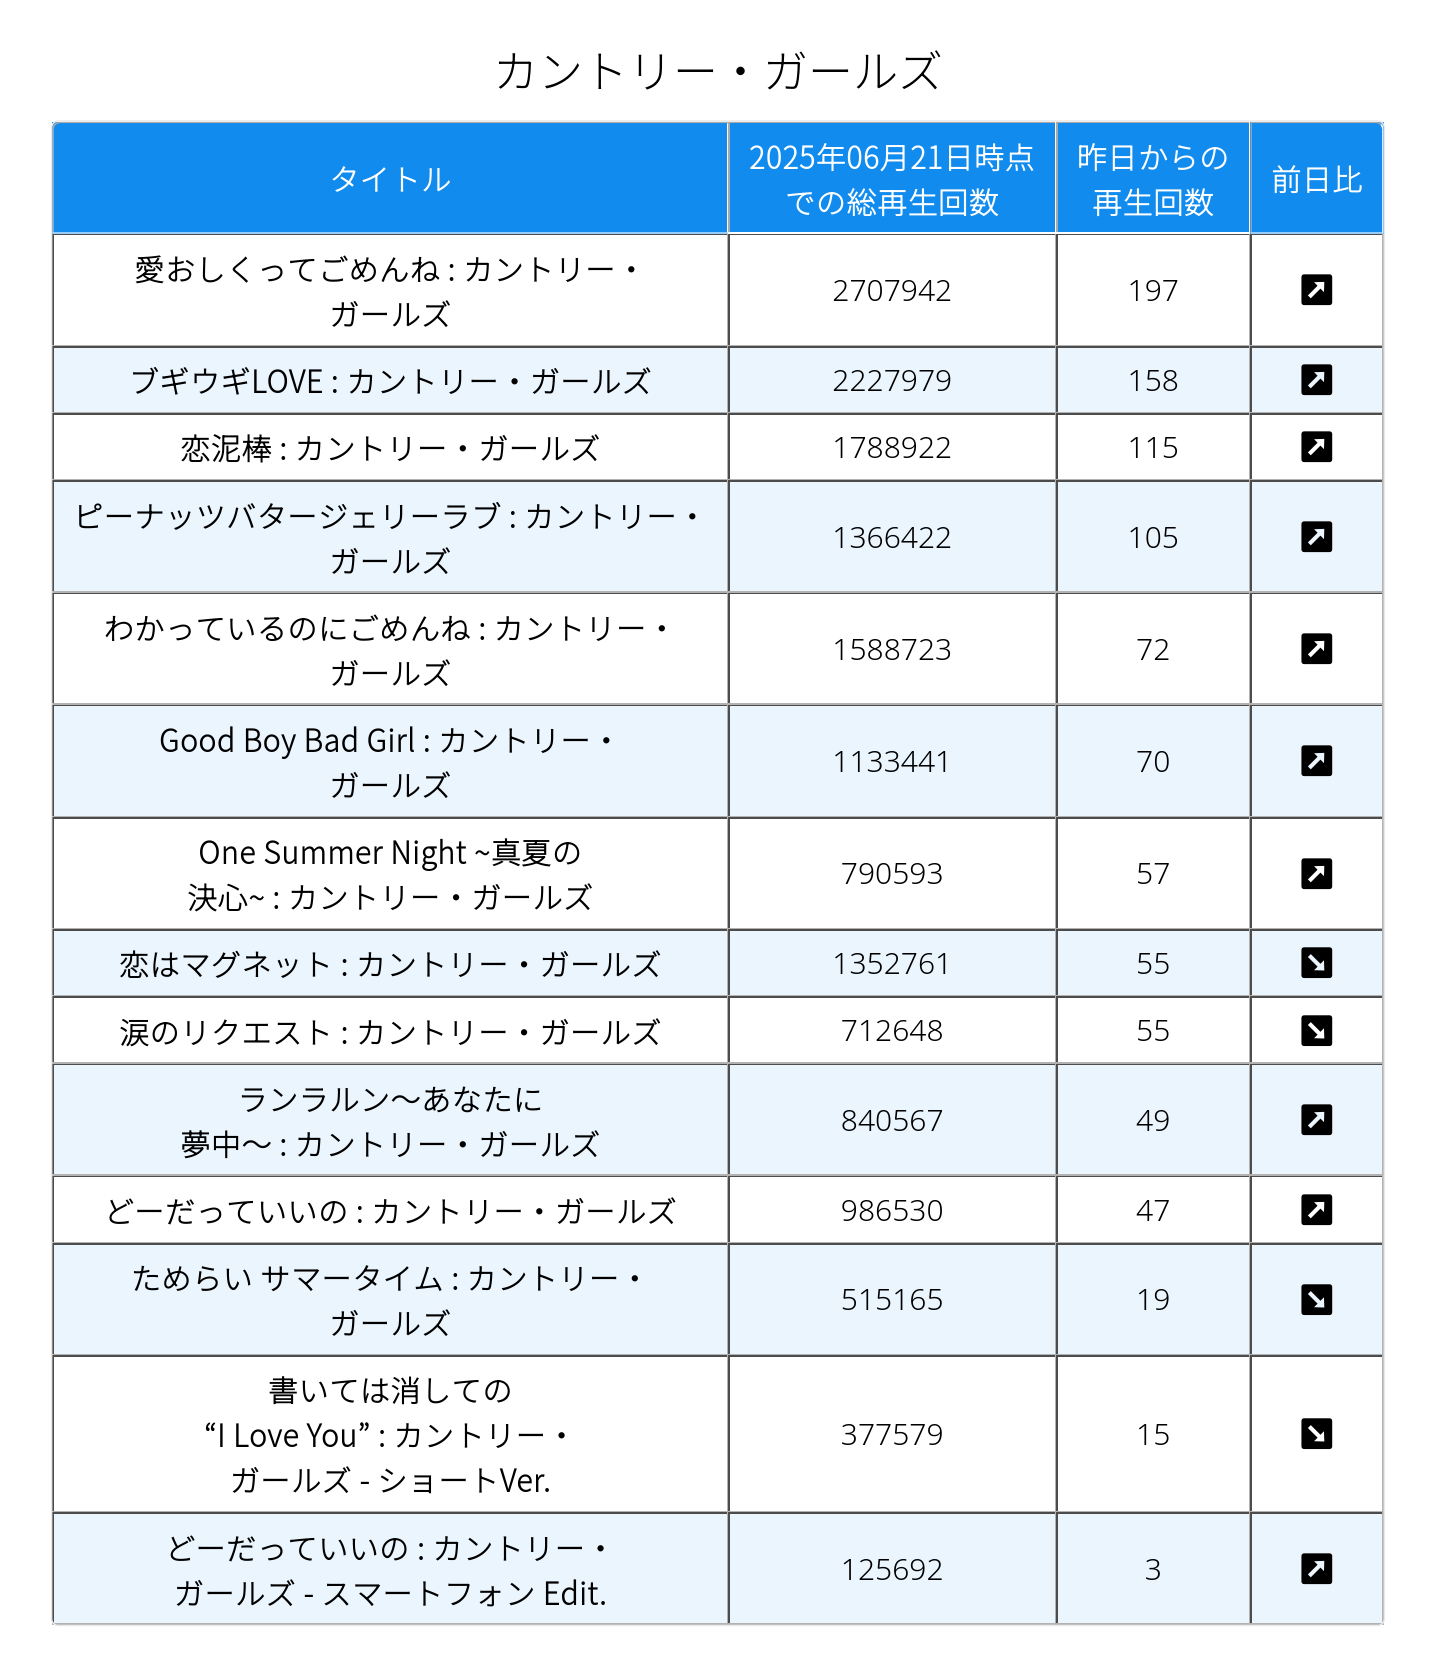 カントリー・ガールズ
タイトル
2025年06月21日時点
での総再生回数
昨日からの
再生回数
前日比
愛おしくってごめんね : カントリー・
ガールズ
2707942
197
ブギウギLOVE : カントリー・ガールズ
2227979
158
恋泥棒 : カントリー・ガールズ
1788922
115
ピーナッツバタージェリーラブ : カントリー・
ガールズ
1366422
105
わかっているのにごめんね : カントリー・
ガールズ
1588723
72
Good Boy Bad Girl : カントリー・
ガールズ
1133441
70
One Summer Night ~真夏の
決心~ : カントリー・ガールズ
790593
57
恋はマグネット : カントリー・ガールズ
1352761
55
涙のリクエスト : カントリー・ガールズ
712648
55
ランラルン～あなたに
夢中～ : カントリー・ガールズ
840567
49
どーだっていいの : カントリー・ガールズ
986530
47
ためらい サマータイム : カントリー・
ガールズ
515165
19
書いては消しての
“I Love You” : カントリー・
ガールズ - ショートVer.
377579
15
どーだっていいの : カントリー・
ガールズ - スマートフォン Edit.
125692
3